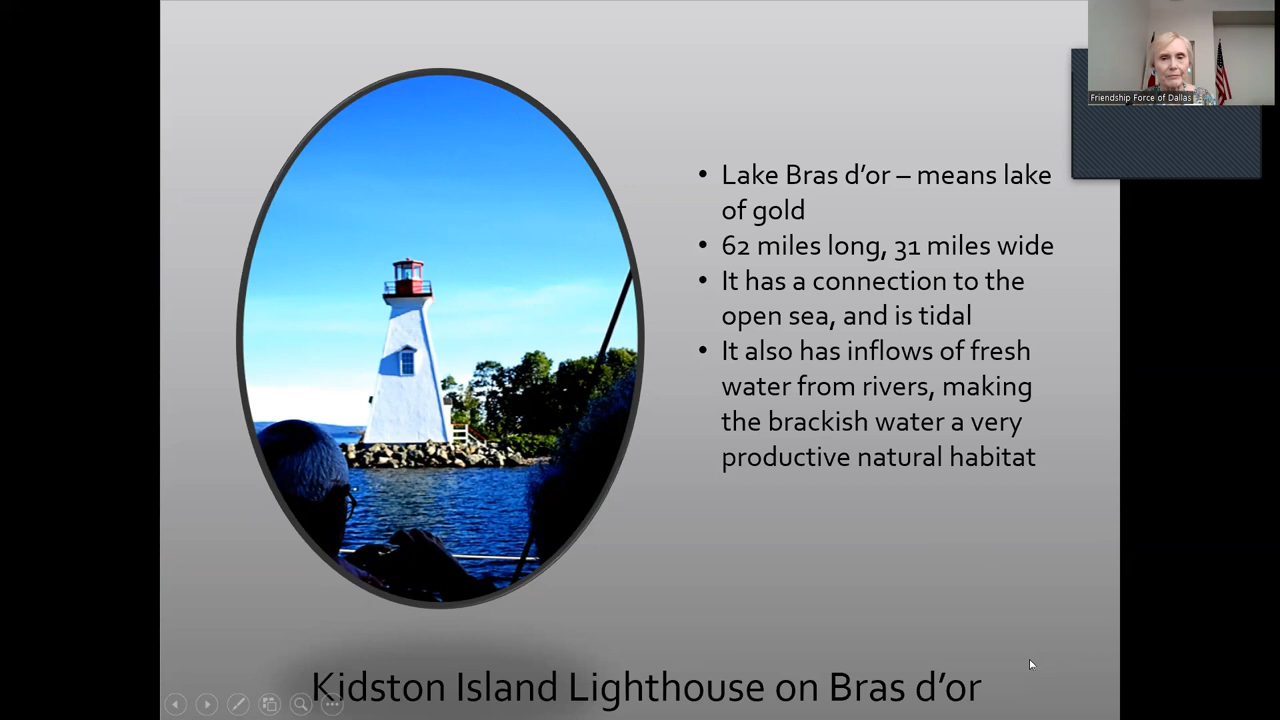 Friendship Force of Dallas
• Lake Bras d’or – means lake
of gold
• 62 miles long, 31 miles wide
• It has a connection to the
open sea, and is tidal
• It also has inflows of fresh
water from rivers, making
the brackish water a very
productive natural habitat
Kidston Island Lighthouse on Bras d’or